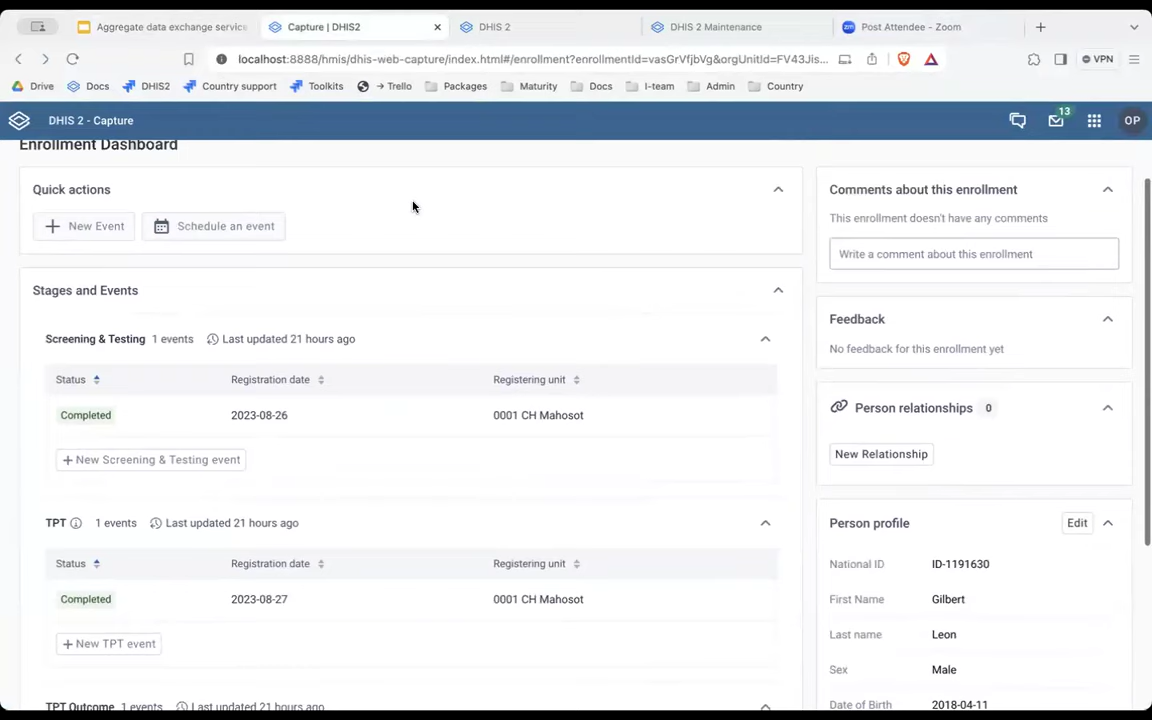 Aggregate data exchange servic
Capture | DHIS2
DHIS 2
DHIS 2 Maintenance
Post Attendee - Zoom
localhost:8888/hmis/dhis-web-capture/index.html#/enrollment?enrollmentId=vasGrVfjbVg&orgUnitId=FV43Jis...
VPN
Drive
Docs
DHIS2
Country support
Toolkits
→ Trello
Packages
Maturity
Docs
I-team
Admin
Country
DHIS 2 - Capture
13
OP
Enrollment Dashboard
Quick actions
New Event
Schedule an event
Stages and Events
Screening & Testing 1 events Last updated 21 hours ago
Status Registration date Registering unit
Completed 2023-08-26 0001 CH Mahosot
+ New Screening & Testing event
TPT 1 events Last updated 21 hours ago
Status Registration date Registering unit
Completed 2023-08-27 0001 CH Mahosot
+ New TPT event
TPT Outcome 1 events Last updated 21 hours ago
Comments about this enrollment
This enrollment doesn't have any comments
Write a comment about this enrollment
Feedback
No feedback for this enrollment yet
Person relationships 0
New Relationship
Person profile Edit
National ID ID-1191630
First Name Gilbert
Last name Leon
Sex Male
Date of Birth 2018-04-11